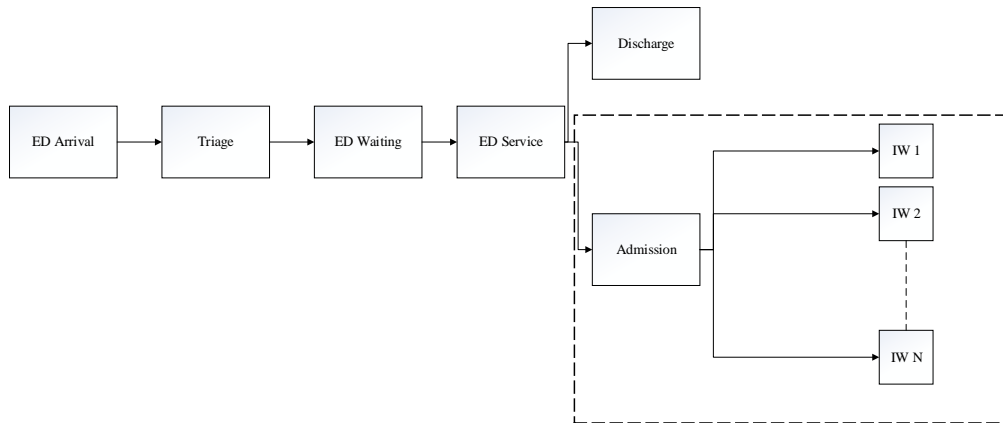 Discharge
ED Arrival
Triage
ED Waiting
ED Service
IW 1
IW 2
Admission
IW N